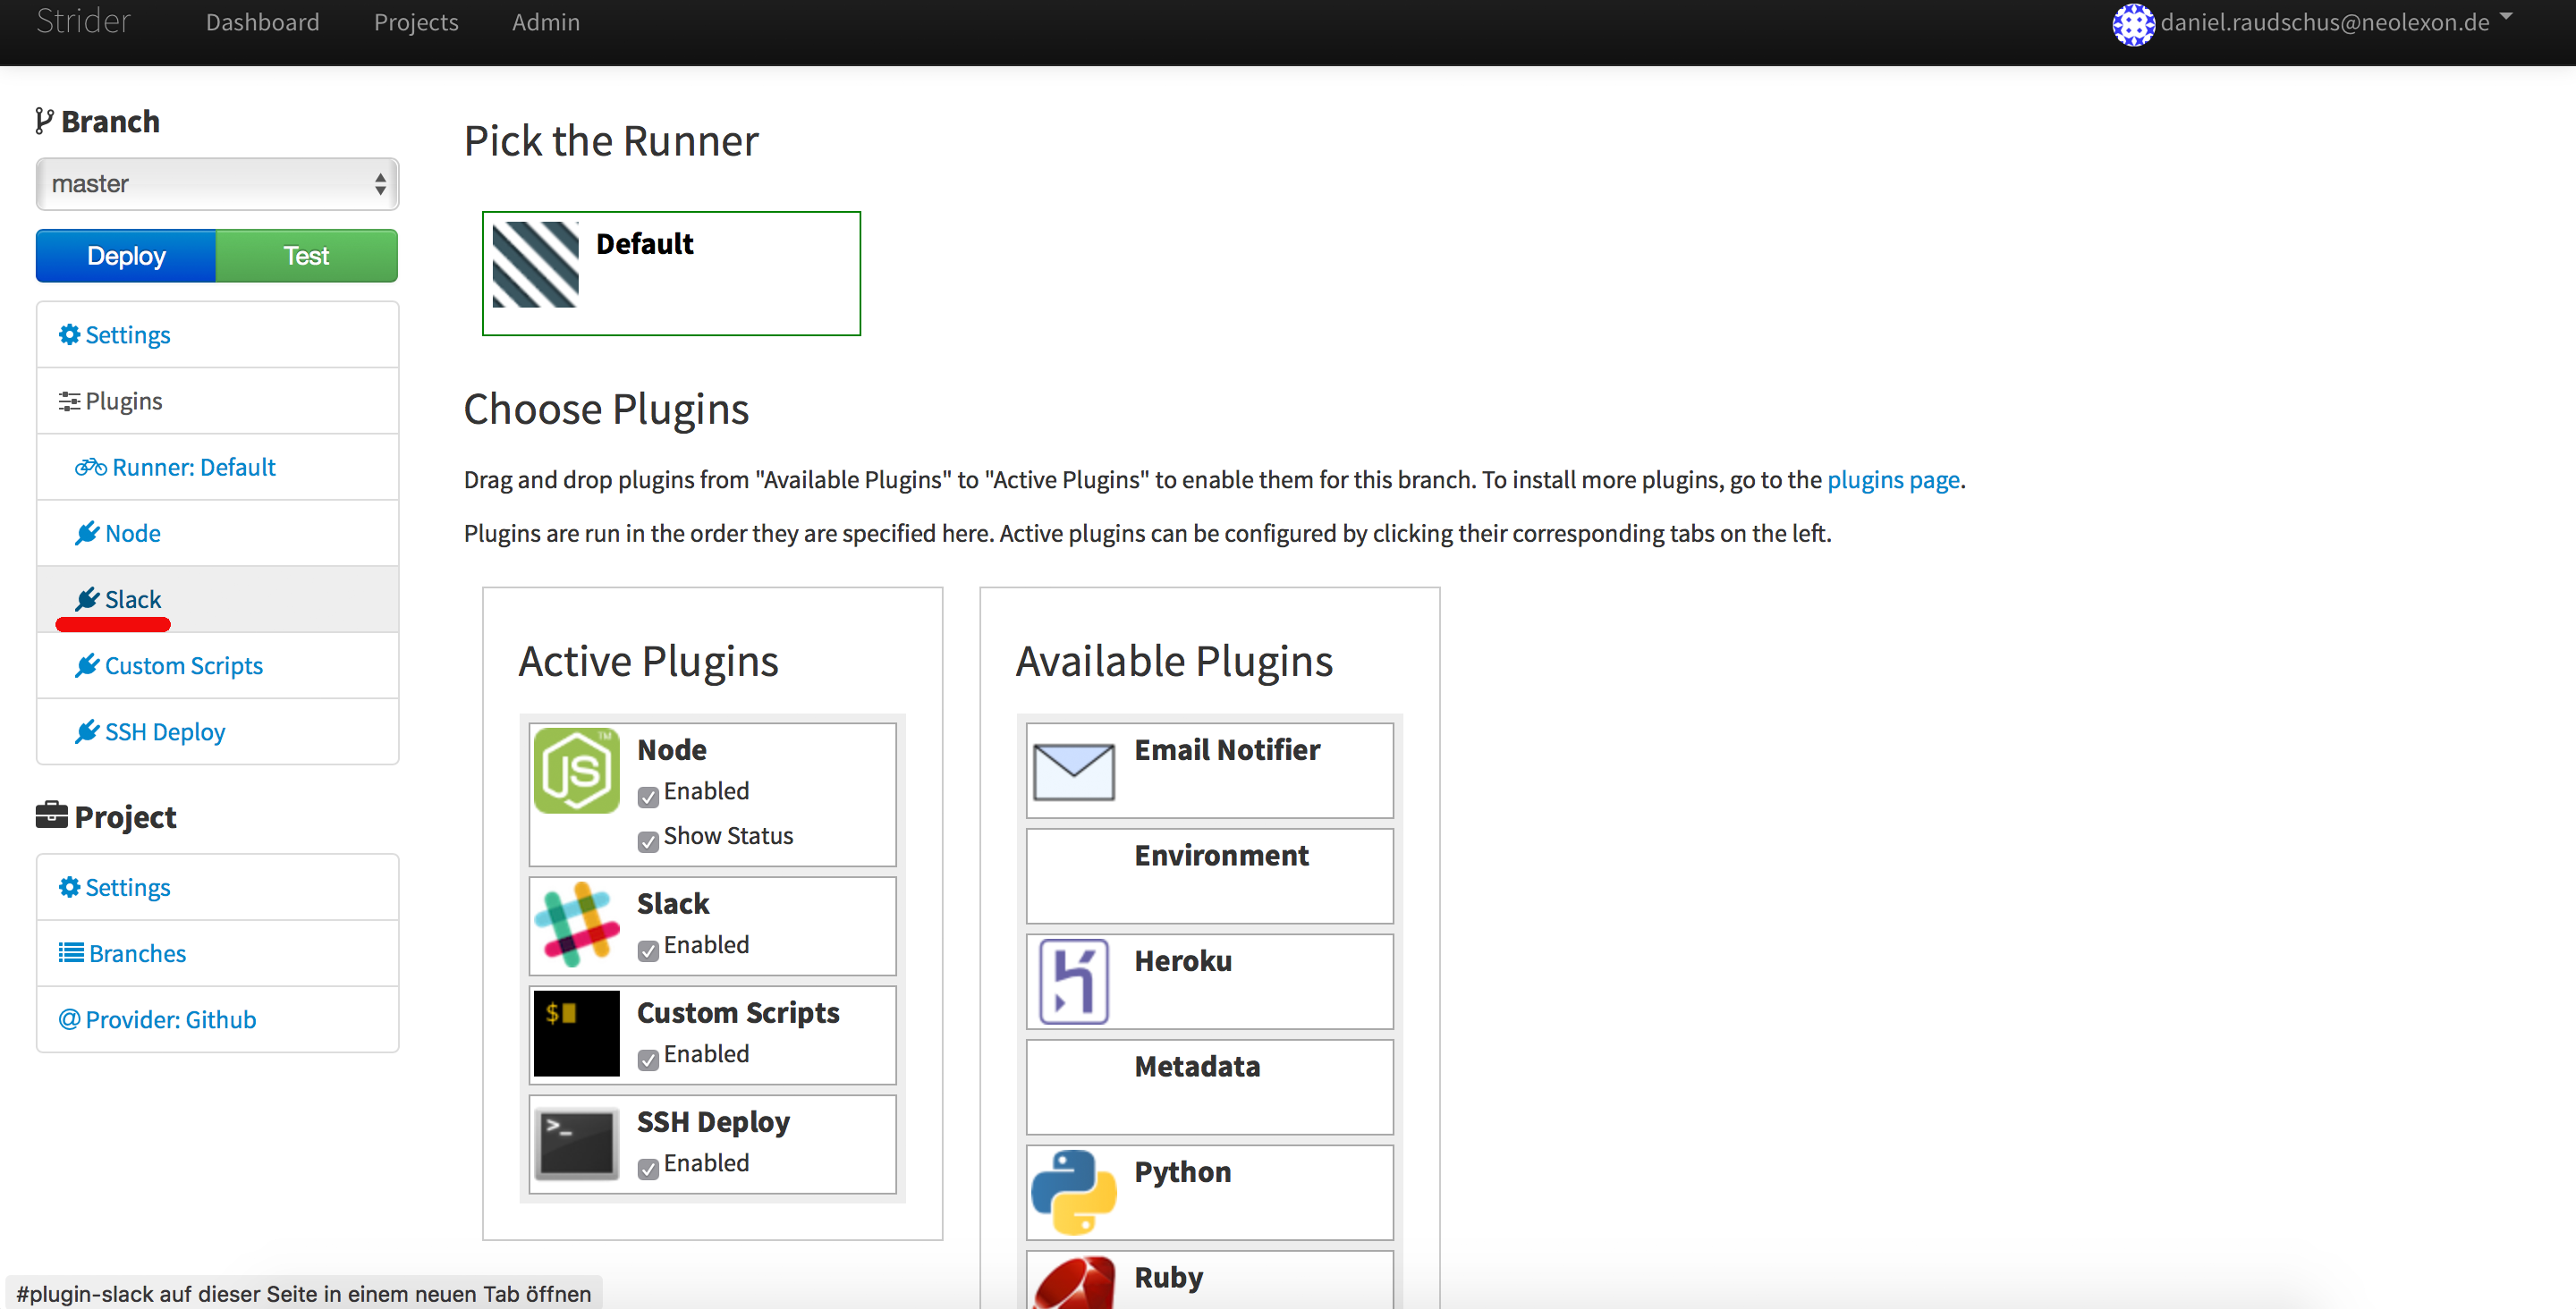 Strider Dashboard Projects Admin daniel.raudschus@neolexon.de
Branch
master
Deploy Test
Settings
Plugins
Runner: Default
Node
Slack
Custom Scripts
SSH Deploy
Project
Settings
Branches
@ Provider: Github
Pick the Runner
Default
Choose Plugins
Drag and drop plugins from "Available Plugins" to "Active Plugins" to enable them for this branch. To install more plugins, go to the plugins page.
Plugins are run in the order they are specified here. Active plugins can be configured by clicking their corresponding tabs on the left.
Active Plugins
JS TM
Node
Enabled
Show Status
Slack
Enabled
$
Custom Scripts
Enabled
>_
SSH Deploy
Enabled
Available Plugins
Email Notifier
Environment
Heroku
Metadata
Python
Ruby
#plugin-slack auf dieser Seite in einem neuen Tab öffnen